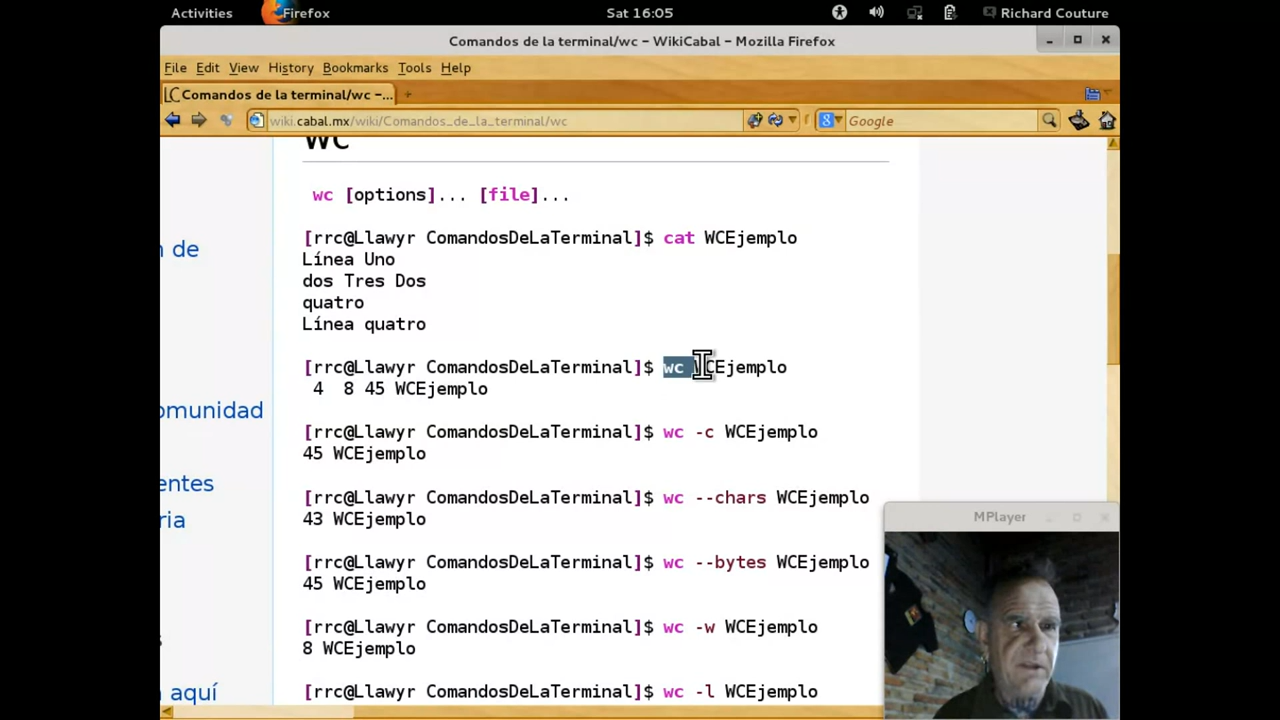 Activities Firefox Sat 16:05 Richard Couture
Comandos de la terminal/wc – WikiCabal – Mozilla Firefox
File Edit View History Bookmarks Tools Help
Comandos de la terminal/wc –...
wiki.cabal.mx/wiki/Comandos_de_la_terminal/wc Google
wc
wc [options]... [file]...
[rrc@Llawyr ComandosDeLaTerminal]$ cat WCEjemplo
Línea Uno
n de
dos Tres Dos
quatro
Línea quatro
[rrc@Llawyr ComandosDeLaTerminal]$ wc WCEjemplo
4 8 45 WCEjemplo
omunidad
[rrc@Llawyr ComandosDeLaTerminal]$ wc -c WCEjemplo
45 WCEjemplo
entes
[rrc@Llawyr ComandosDeLaTerminal]$ wc --chars WCEjemplo
43 WCEjemplo
ria
MPlayer
[rrc@Llawyr ComandosDeLaTerminal]$ wc --bytes WCEjemplo
45 WCEjemplo
[rrc@Llawyr ComandosDeLaTerminal]$ wc -w WCEjemplo
8 WCEjemplo
s
[rrc@Llawyr ComandosDeLaTerminal]$ wc -l WCEjemplo
aquí